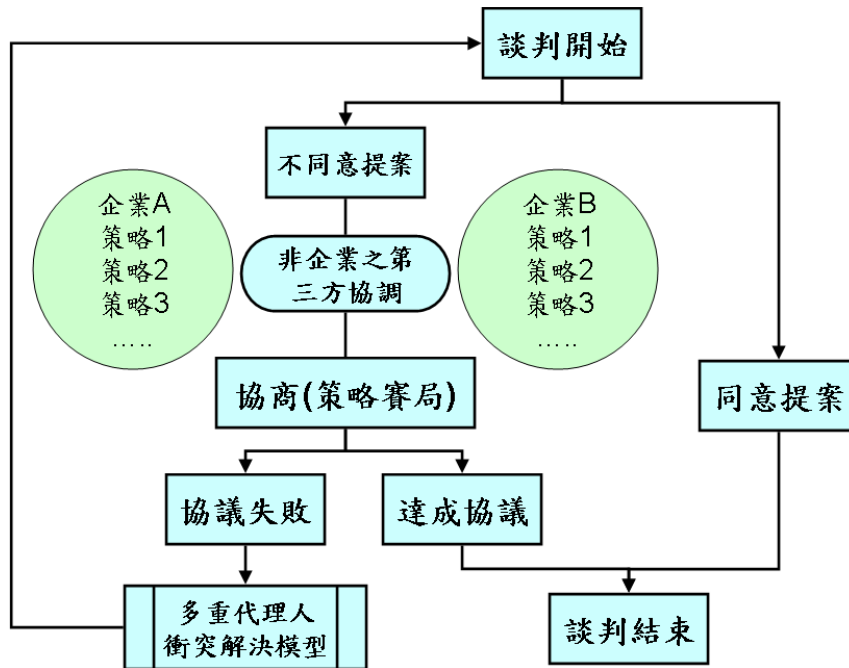 談判開始
不同意提案
企業A
策略1
策略2
策略3
…..
非企業之第
三方協調
企業B
策略1
策略2
策略3
…..
協商(策略賽局)
同意提案
協議失敗
達成協議
多重代理人
衝突解決模型
談判結束